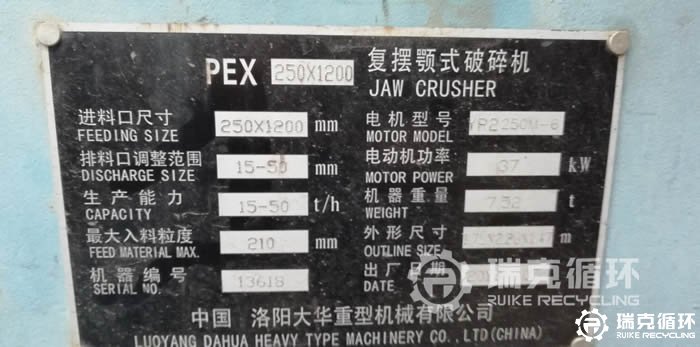 PEX 250X1200 复摆颚式破碎机
JAW CRUSHER
进料口尺寸 250X1200 mm
FEEDING SIZE
电机型号
MOTOR MODEL
排料口调整范围 15-50 mm
DISCHARGE SIZE
电动机功率 37 kW
MOTOR POWER
生产能力 15-50 t/h
CAPACITY
机器重量 7.52 t
WEIGHT
最大入料粒度 210 mm
FEED MATERIAL MAX.
外形尺寸 m
OUTLINE SIZE
机器编号 13618
SERIAL NO.
出厂日期
DATE
中国 洛阳大华重型机械有限公司
LUOYANG DAHUA HEAVY TYPE MACHINERY CO., LTD(CHINA)
瑞克循环
RUIKE RECYCLING
瑞克循环
RUIKE RECYCLING